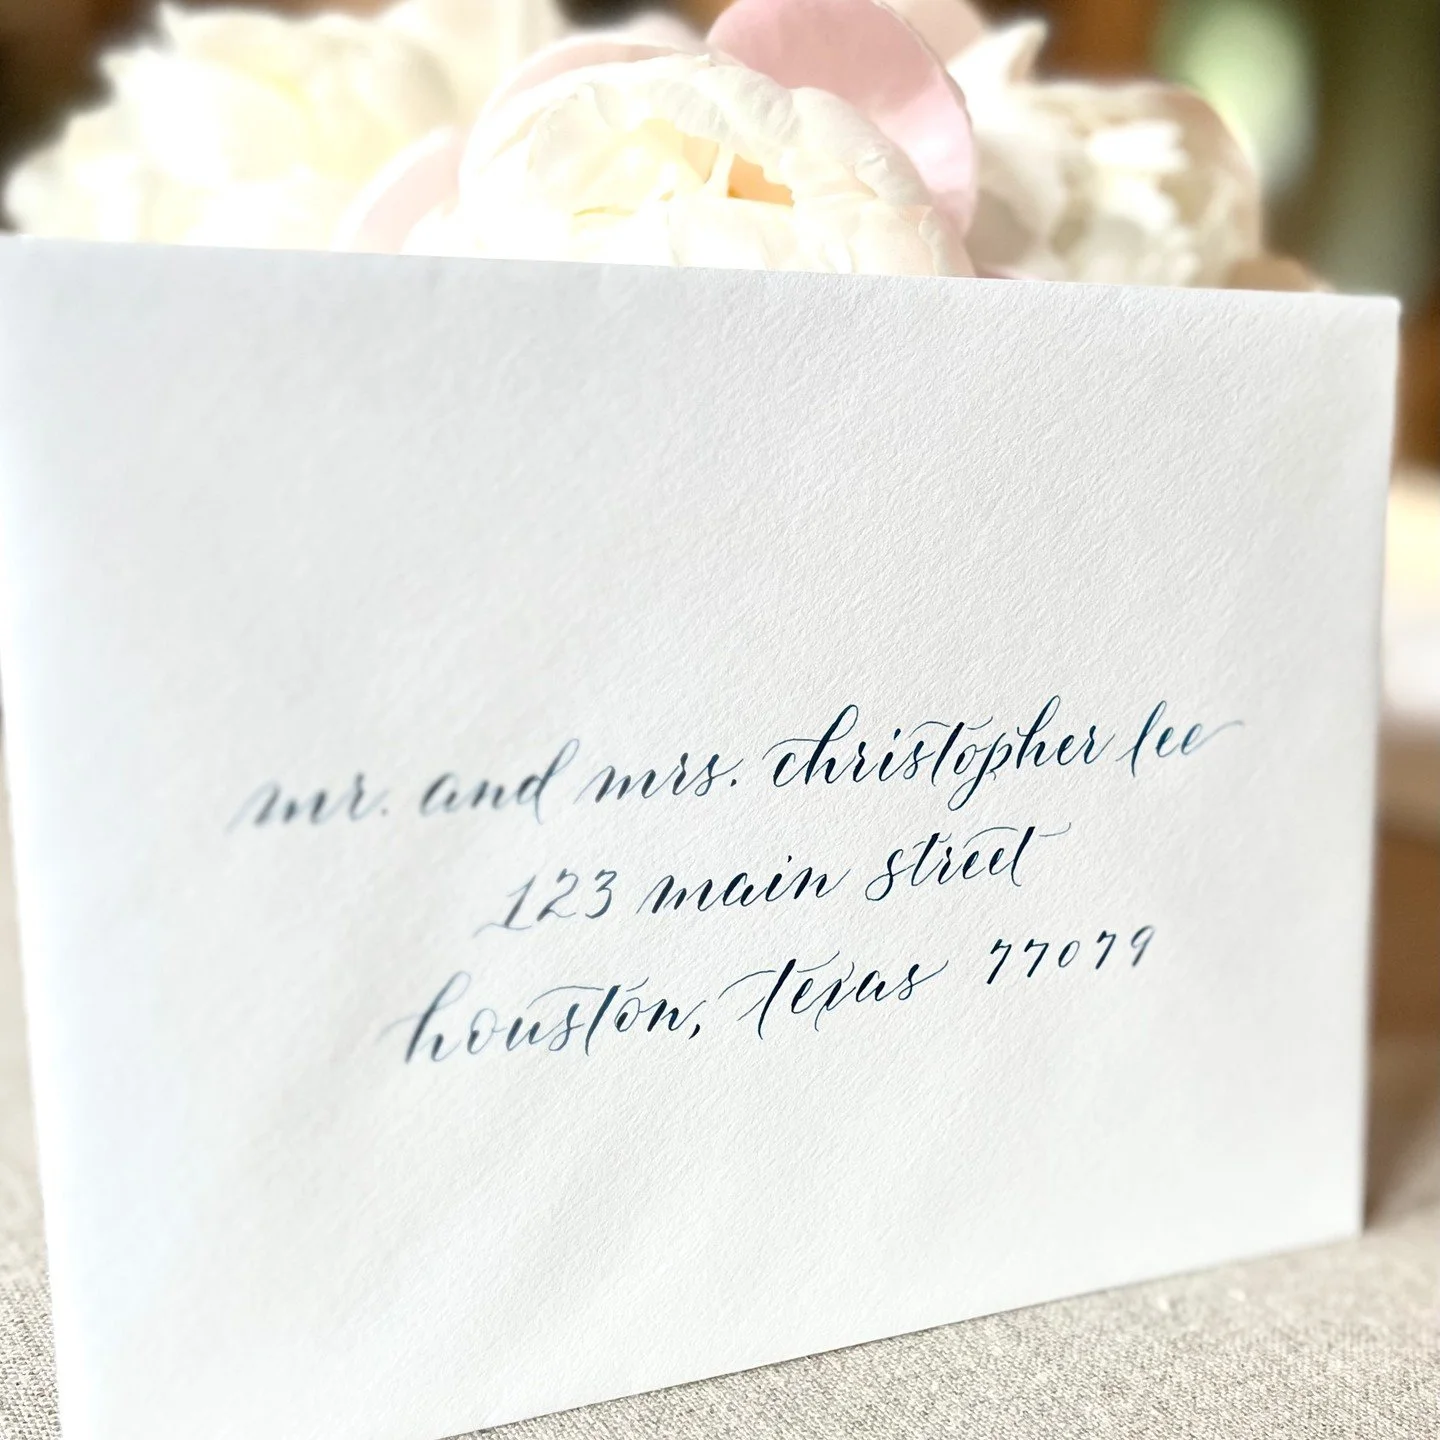 mr. and mrs. christopher lee
123 main street
houston, texas 77079